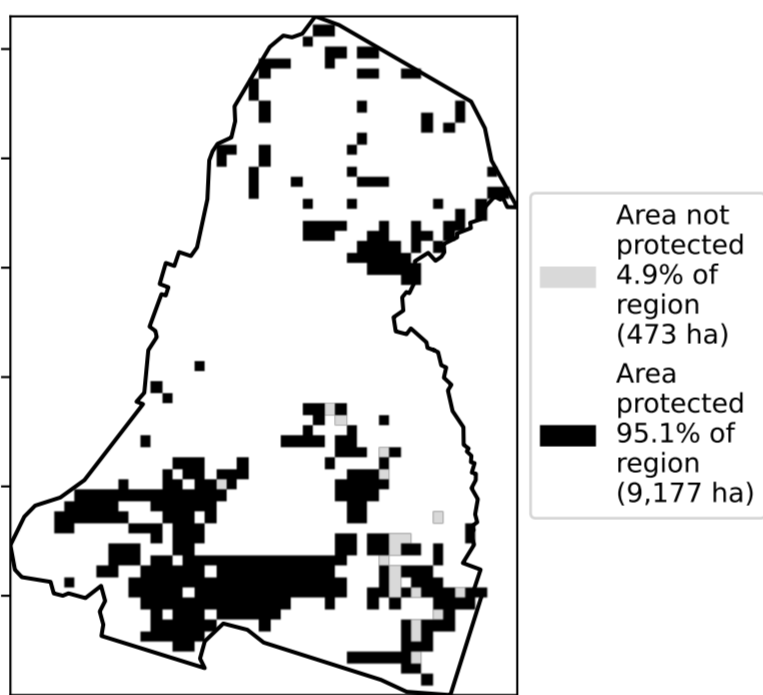 Area not
protected
4.9% of
region
(473 ha)
Area
protected
95.1% of
region
(9,177 ha)